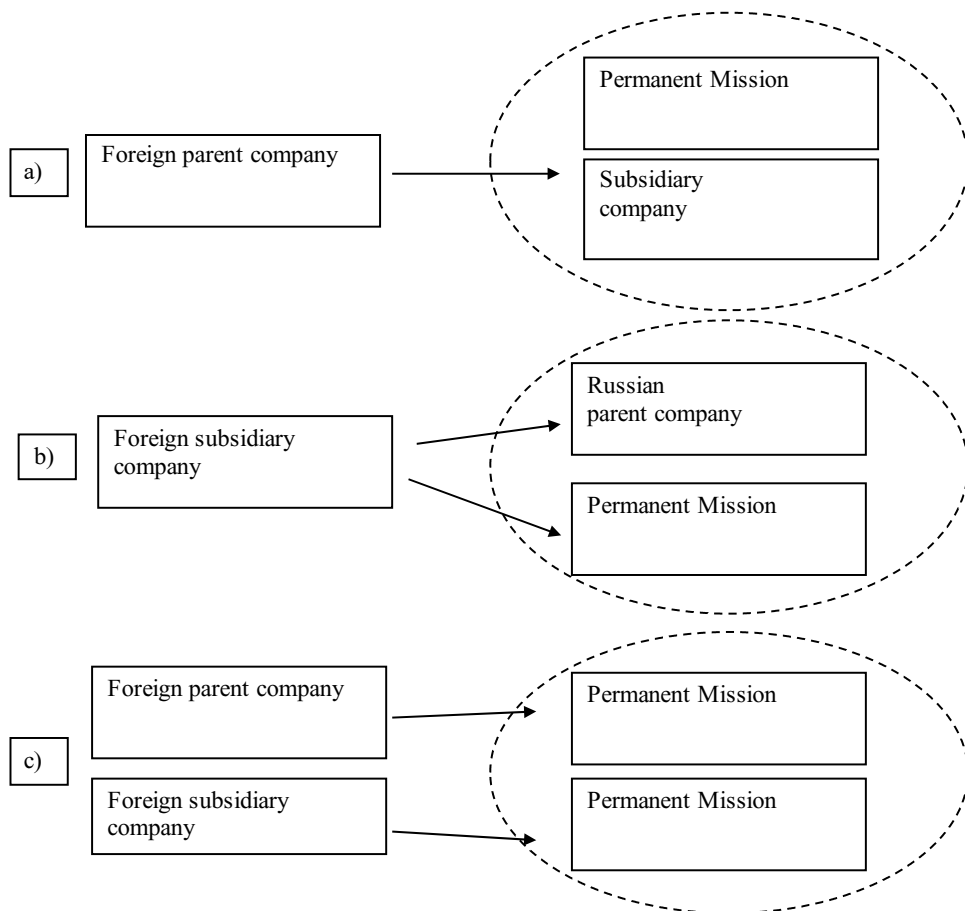 a)
Foreign parent company
Permanent Mission
Subsidiary
company
b)
Foreign subsidiary
company
Russian
parent company
Permanent Mission
c)
Foreign parent company
Permanent Mission
Foreign subsidiary
company
Permanent Mission